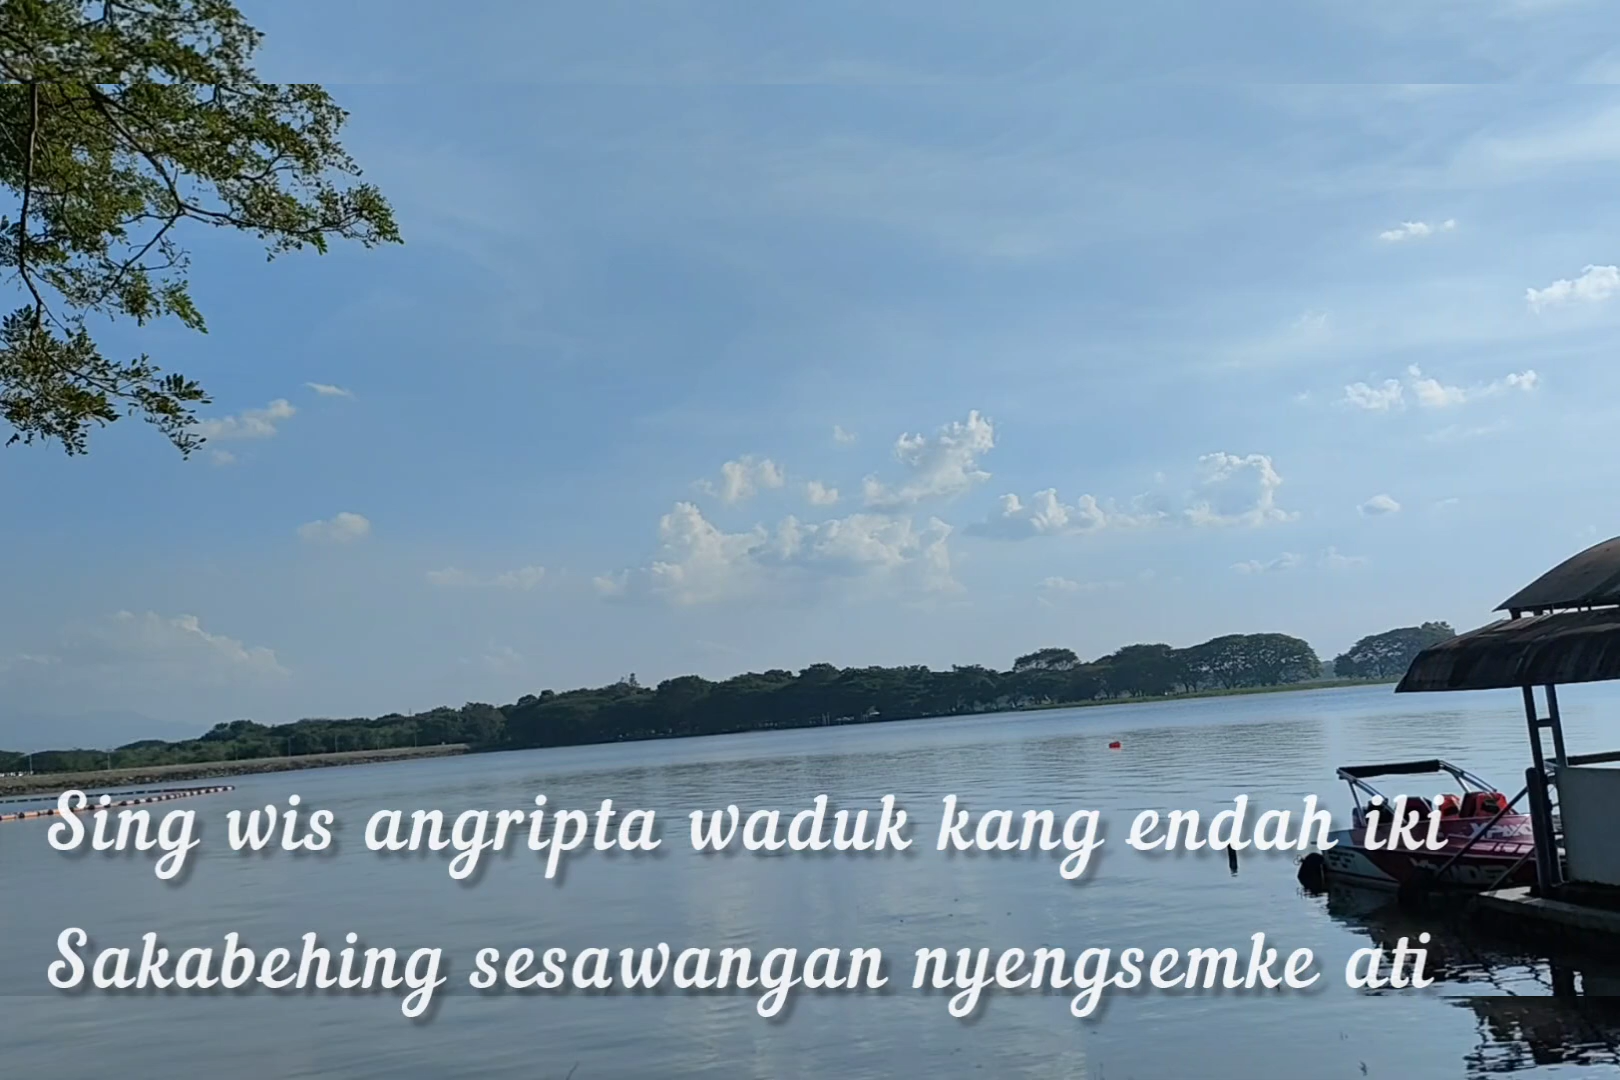 Sing wis angripta waduk kang endah iki
Sakabehing sesawangan nyengsemke ati